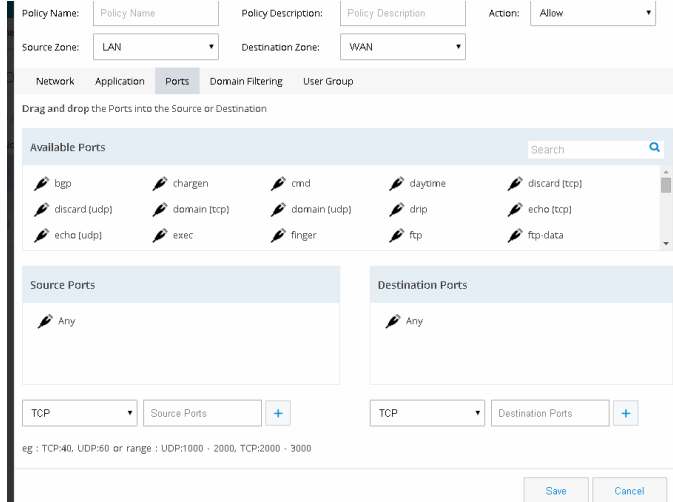 Policy Name: Policy Name Policy Description: Policy Description Action: Allow
Source Zone: LAN Destination Zone: WAN
Network Application Ports Domain Filtering User Group
Drag and drop the Ports into the Source or Destination
Available Ports Search
bgp chargen cmd daytime discard (tcp)
discard (udp) domain (tcp) domain (udp) drip echo (tcp)
echo (udp) exec finger ftp ftp-data
Source Ports Destination Ports
Any Any
TCP Source Ports + TCP Destination Ports +
eg : TCP:40, UDP:60 or range : UDP:1000 - 2000, TCP:2000 - 3000
Save Cancel